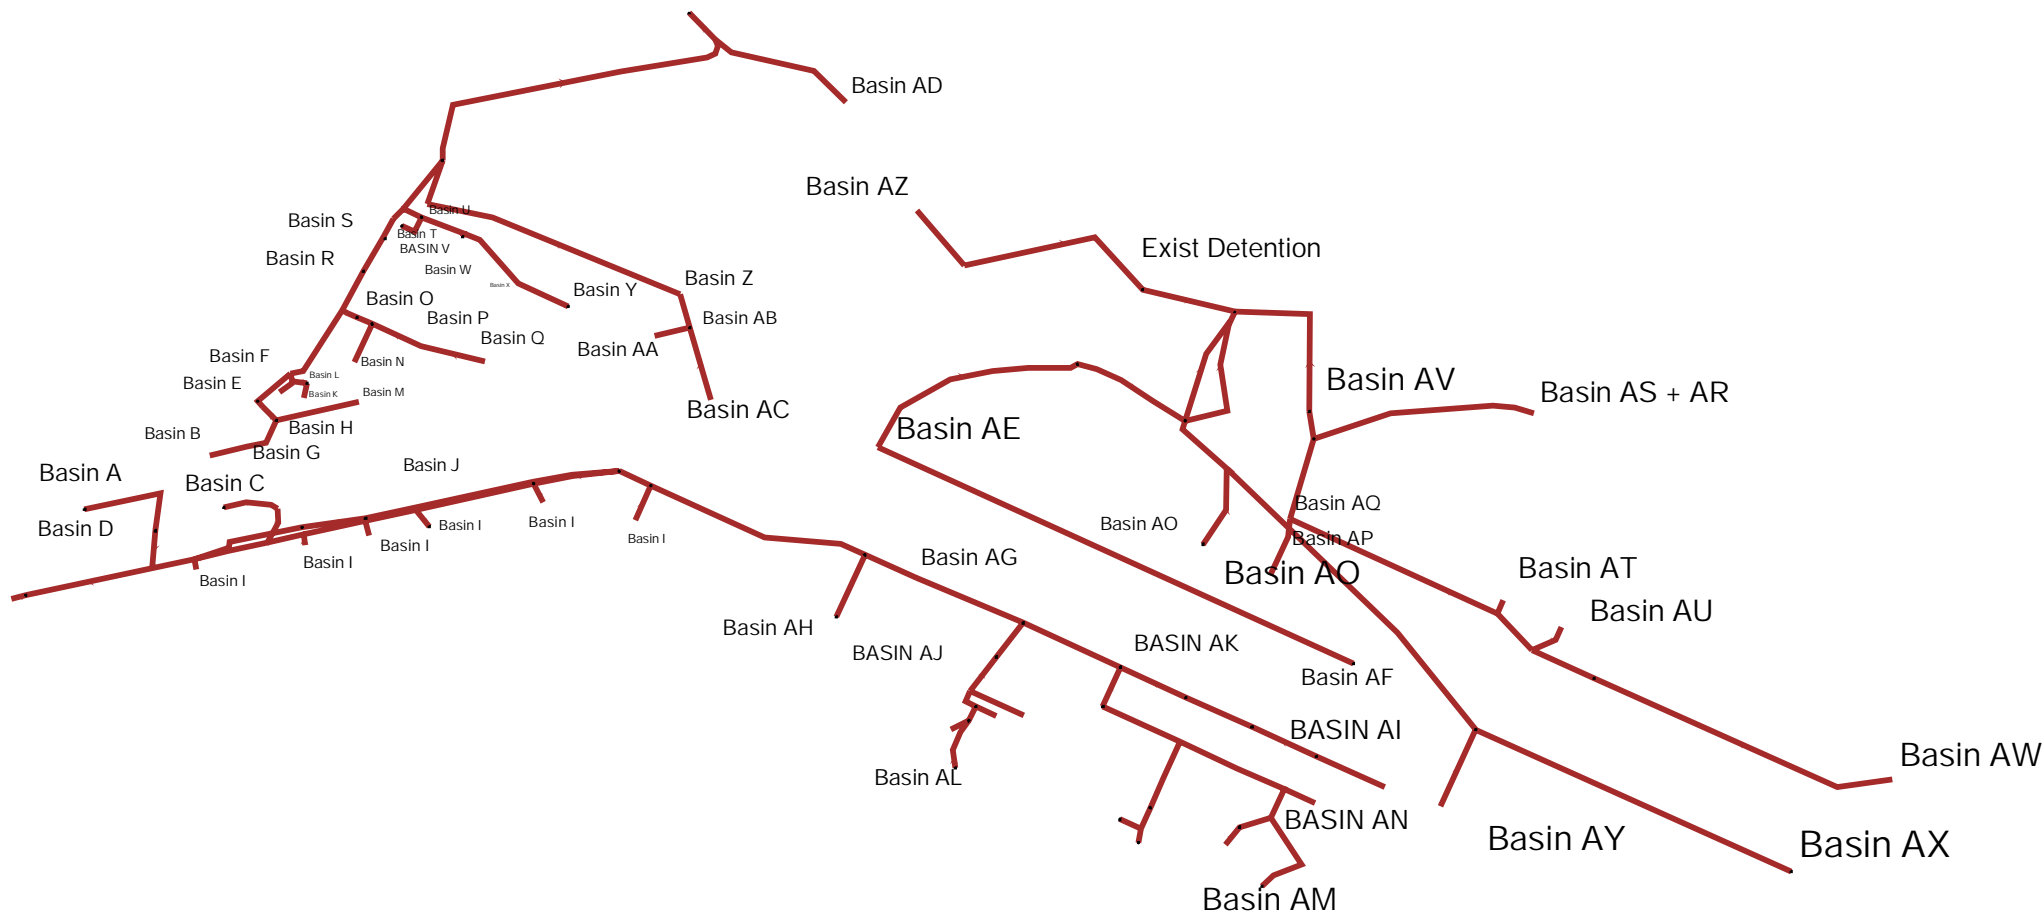 Basin AD
Basin AZ
Basin U
Basin S
Basin T
BASIN V
Exist Detention
Basin R
Basin W
Basin Z
Basin X
Basin Y
Basin O
Basin P
Basin AB
Basin Q
Basin AA
Basin F
Basin N
Basin L
Basin E
Basin AV
Basin K
Basin M
Basin AS + AR
Basin AC
Basin H
Basin AE
Basin B
Basin G
Basin J
Basin A
Basin C
Basin AQ
Basin D
Basin I
Basin I
Basin AO
Basin I
Basin AP
Basin I
Basin AG
Basin I
Basin I
Basin AO
Basin AT
Basin AU
Basin AH
BASIN AJ
BASIN AK
Basin AF
BASIN AI
Basin AW
Basin AL
BASIN AN
Basin AY
Basin AX
Basin AM